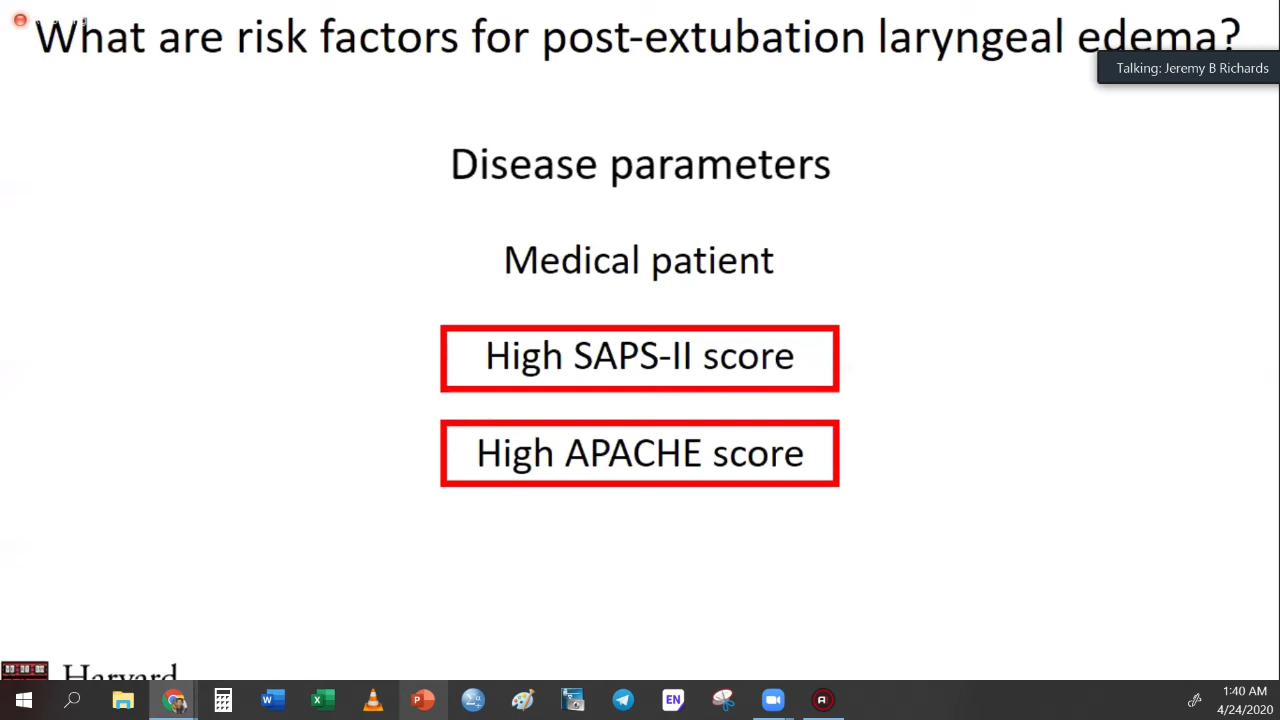 What are risk factors for post-extubation laryngeal edema?
Talking: Jeremy B Richards
Disease parameters
Medical patient
High SAPS-II score
High APACHE score
Harvard
EN
1:40 AM
4/24/2020